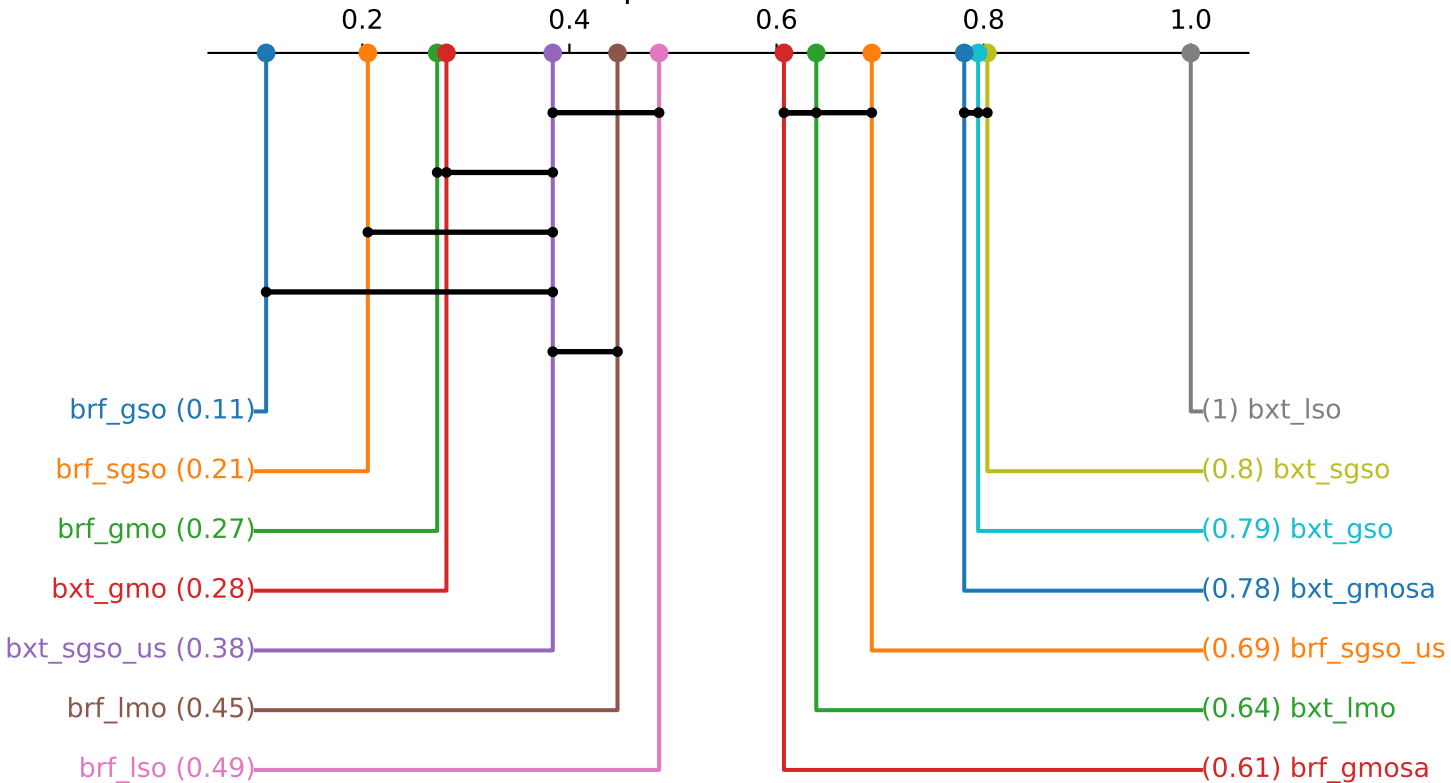 0.2 0.4 0.6 0.8 1.0
brf_gso (0.11) (1) bxt_lso
brf_sgso (0.21) (0.8) bxt_sgso
brf_gmo (0.27) (0.79) bxt_gso
bxt_gmo (0.28) (0.78) bxt_gmosa
bxt_sgso_us (0.38) (0.69) brf_sgso_us
brf_lmo (0.45) (0.64) bxt_lmo
brf_lso (0.49) (0.61) brf_gmosa